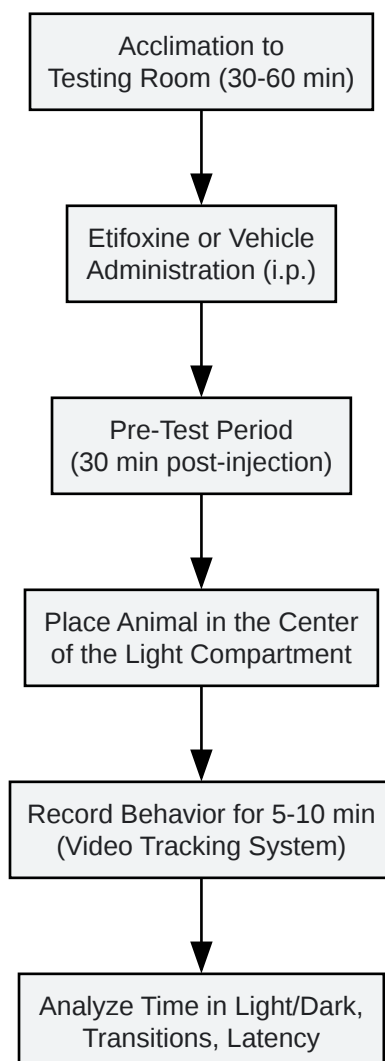 Acclimation to
Testing Room (30-60 min)
Etifoxine or Vehicle
Administration (i.p.)
Pre-Test Period
(30 min post-injection)
Place Animal in the Center
of the Light Compartment
Record Behavior for 5-10 min
(Video Tracking System)
Analyze Time in Light/Dark,
Transitions, Latency